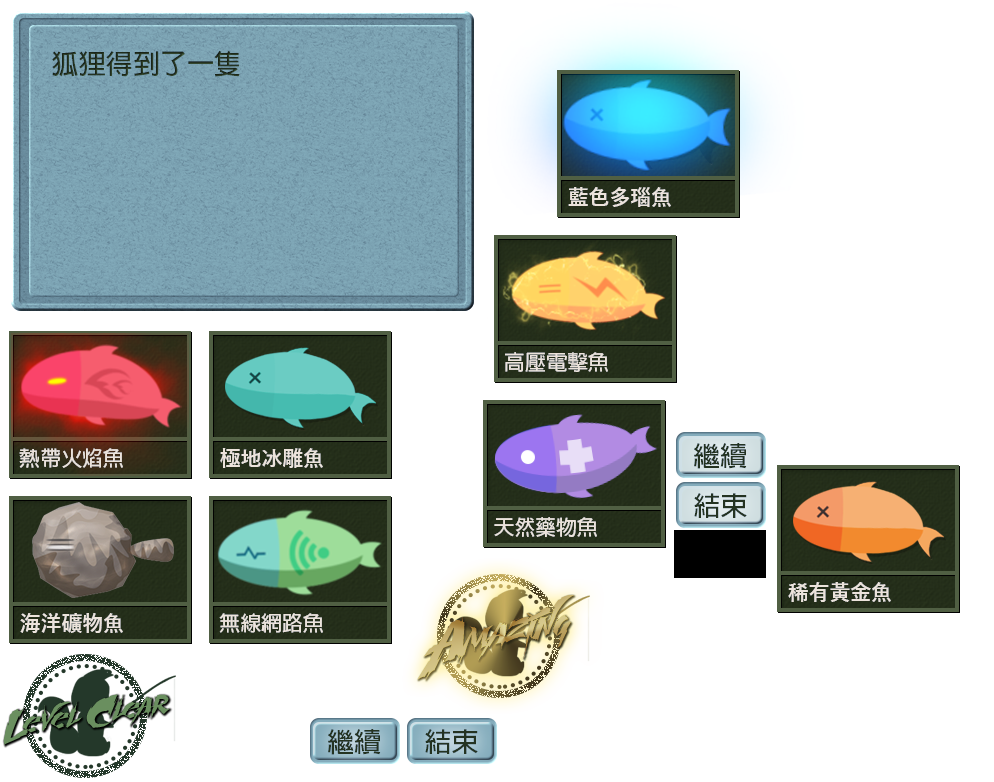 狐狸得到了一隻
藍色多瑙魚
高壓電擊魚
熱帶火焰魚
極地冰雕魚
天然藥物魚
繼續
結束
稀有黃金魚
海洋礦物魚
無線網路魚
AMAZING
LEVEL CLEAR
繼續
結束